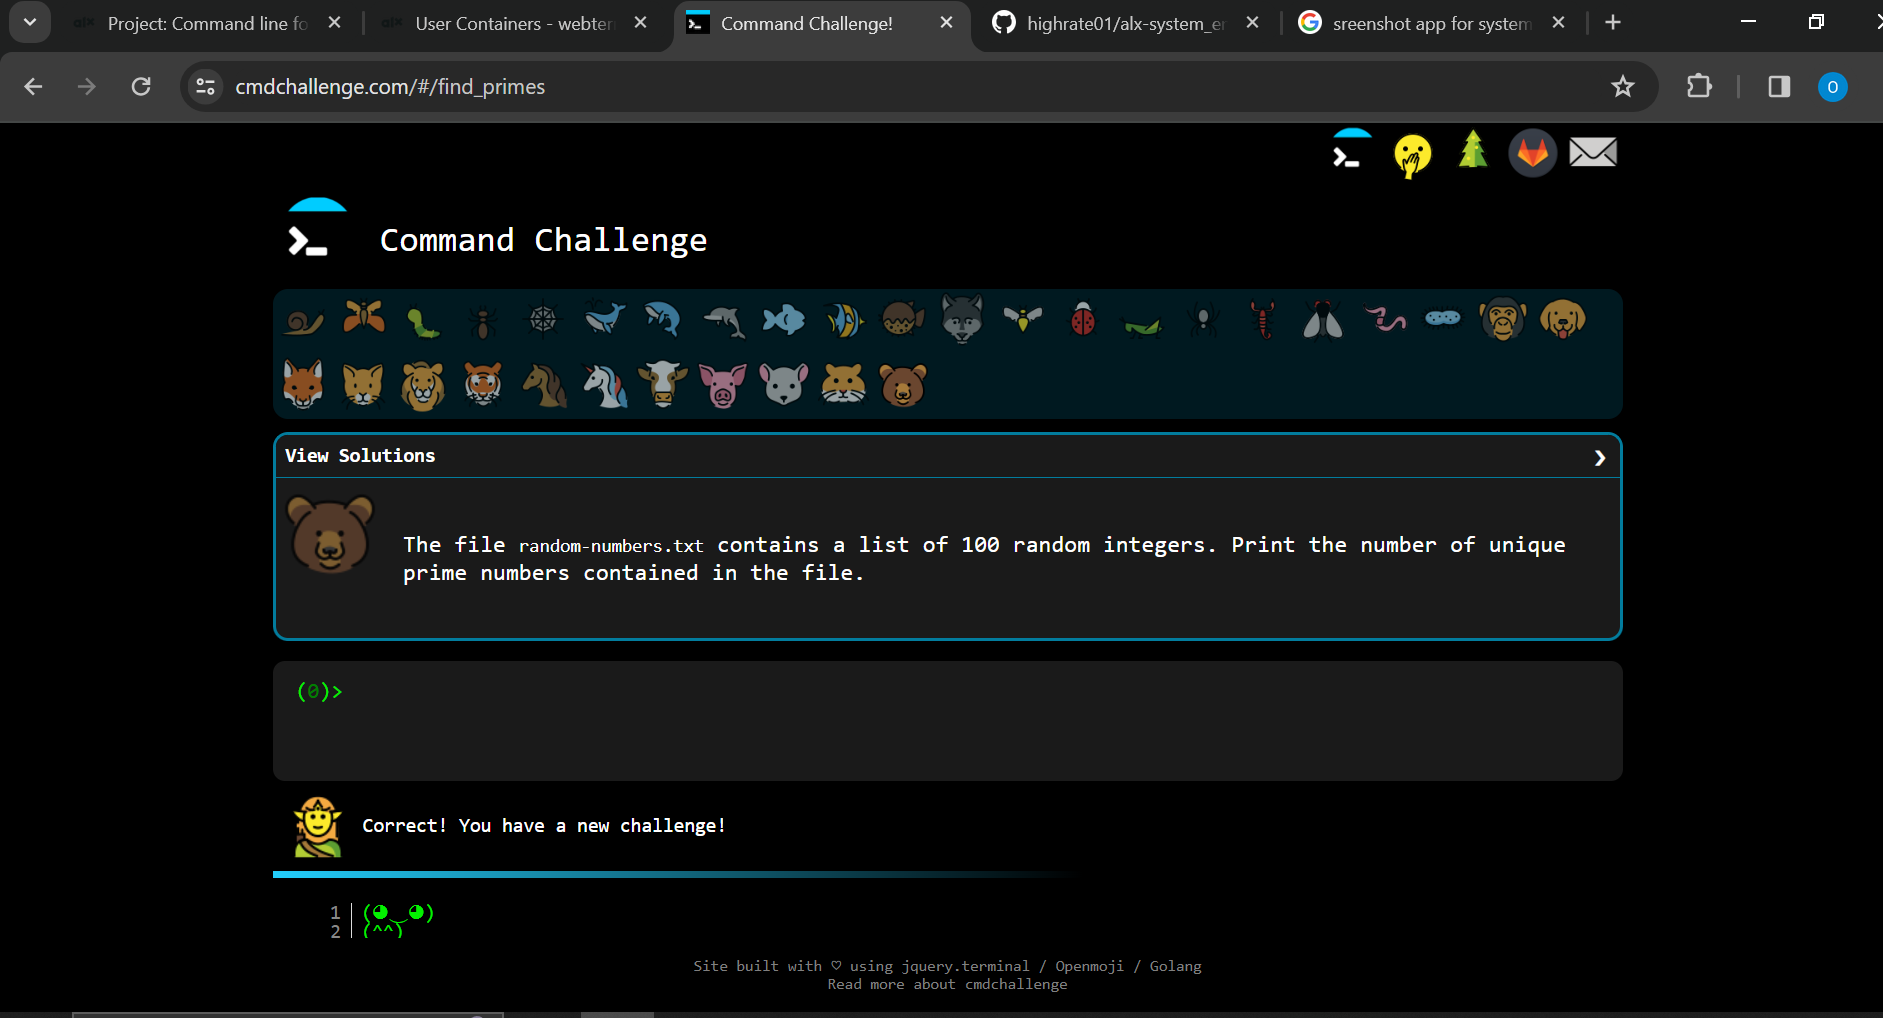 Project: Command line fo
User Containers - webter
Command Challenge!
highrate01/alx-system_er
sreenshot app for system
cmdchallenge.com/#/find_primes
O
Command Challenge
View Solutions
The file random-numbers.txt contains a list of 100 random integers. Print the number of unique
prime numbers contained in the file.
(0)>
Correct! You have a new challenge!
1
2 (^^)
Site built with ♡ using jquery.terminal / Openmoji / Golang
Read more about cmdchallenge